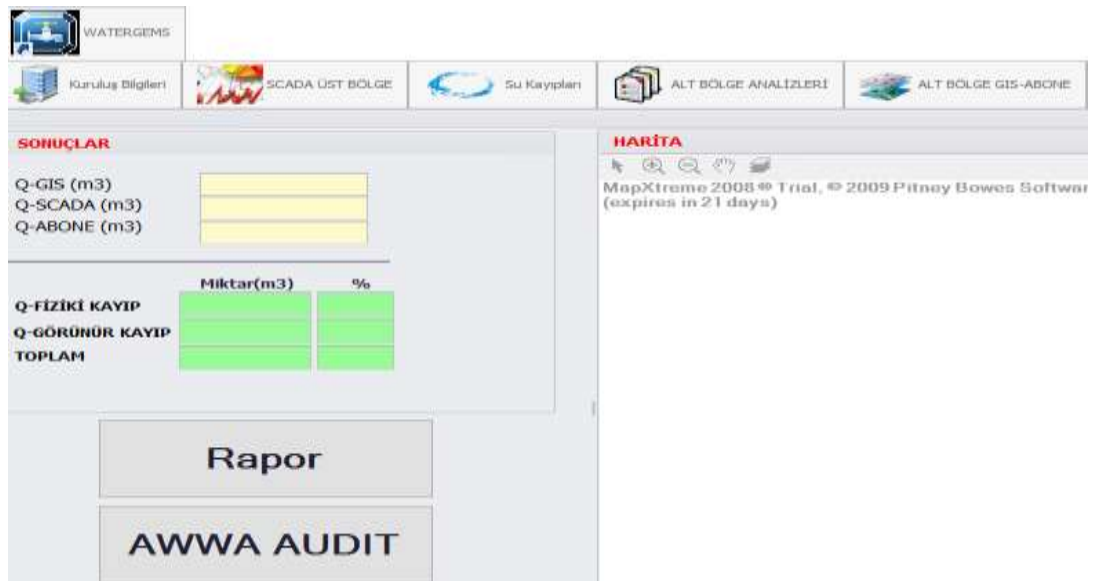 WATERGEMS
Kuruluş Bilgileri
SCADA ÜST BÖLGE
Su Kayıpları
ALT BÖLGE ANALİZLERİ
ALT BÖLGE GIS-ABONE
SONUÇLAR
Q-GIS (m3)
Q-SCADA (m3)
Q-ABONE (m3)
Miktar(m3) %
Q-FİZİKİ KAYIP
Q-GÖRÜNÜR KAYIP
TOPLAM
Rapor
AWWA AUDIT
HARİTA
MapXtreme 2008 ® Trial, © 2009 Pitney Bowes Softwar
(expires in 21 days)